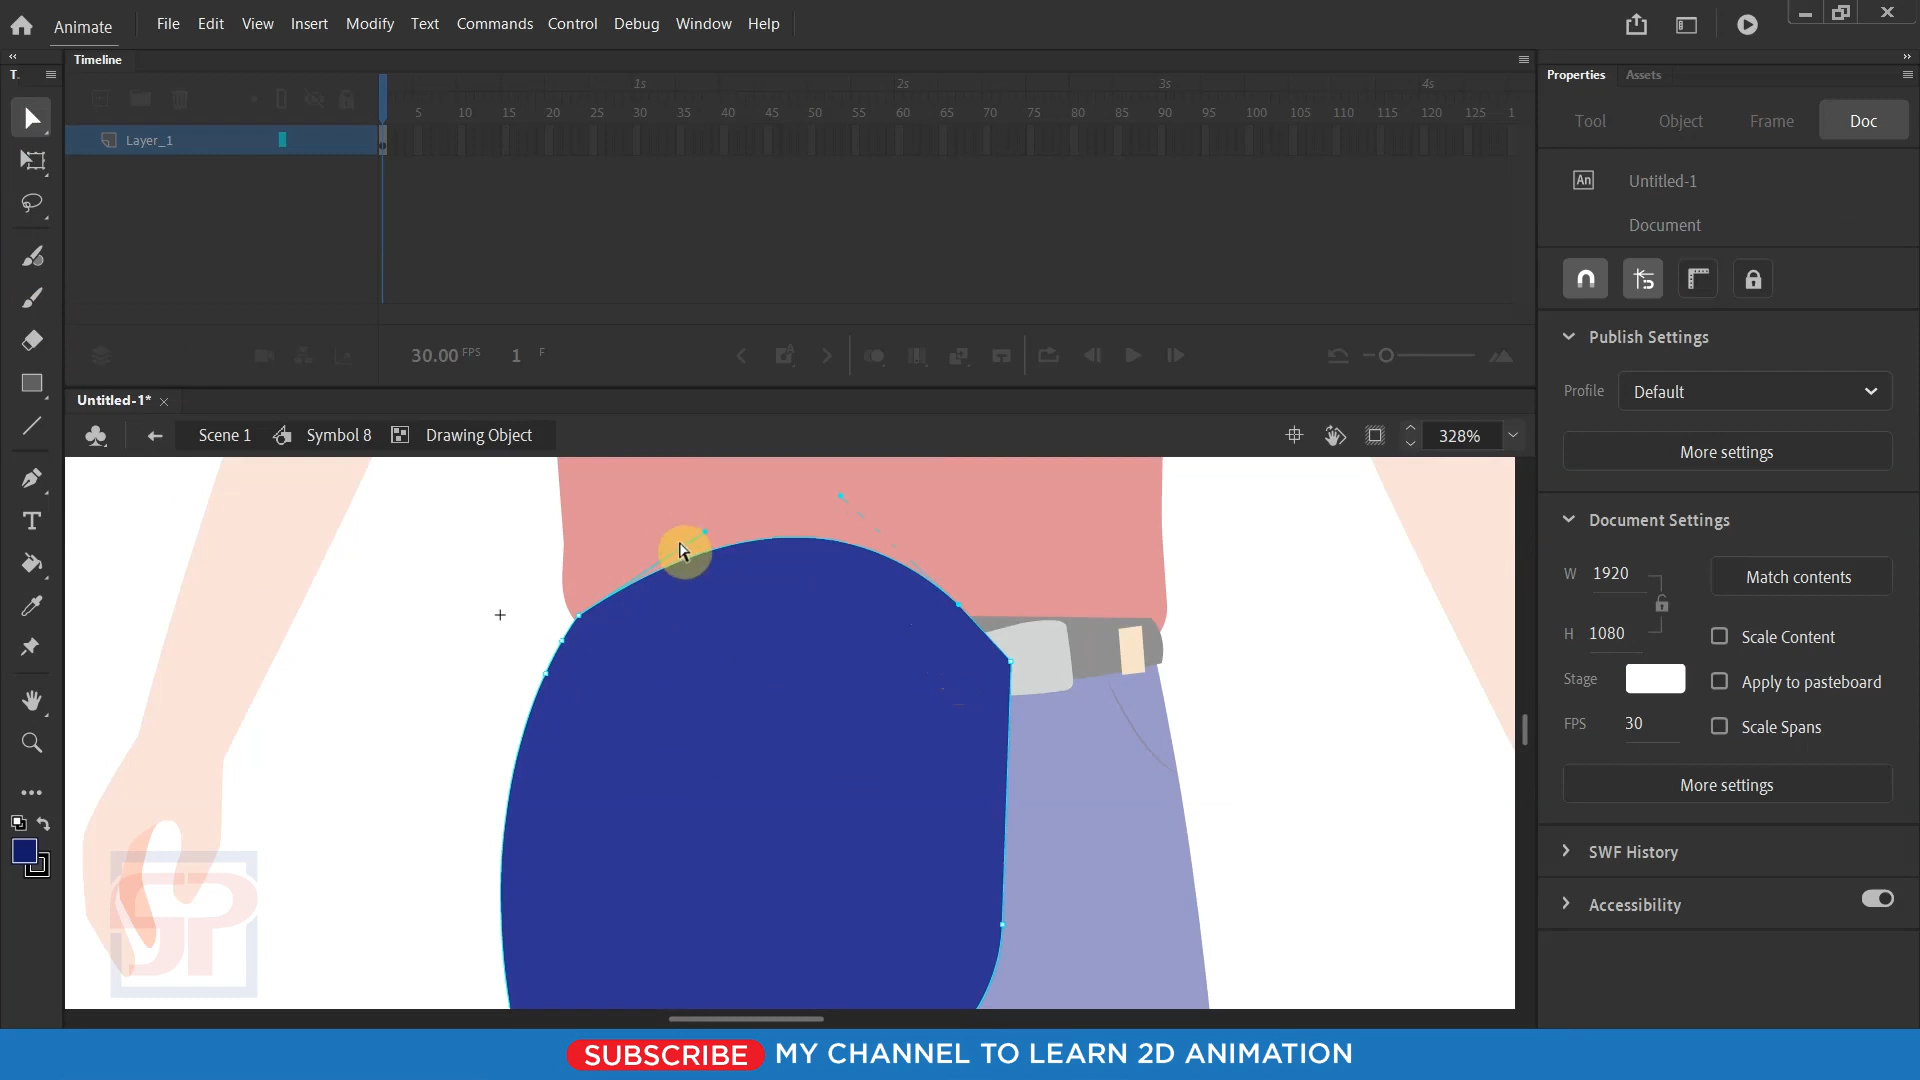 Animate File Edit View Insert Modify Text Commands Control Debug Window Help
T. Timeline
1s 2s 3s 4s
5 10 15 20 25 30 35 40 45 50 55 60 65 70 75 80 85 90 95 100 105 110 115 120 125 1
Layer_1
30.00 FPS 1 F
Untitled-1*
Scene 1 Symbol 8 Drawing Object 328%
Properties Assets
Tool Object Frame Doc
An Untitled-1
Document
Publish Settings
Profile Default
More settings
Document Settings
W 1920 Match contents
H 1080 Scale Content
Stage Apply to pasteboard
FPS 30 Scale Spans
More settings
SWF History
Accessibility
SUBSCRIBE MY CHANNEL TO LEARN 2D ANIMATION